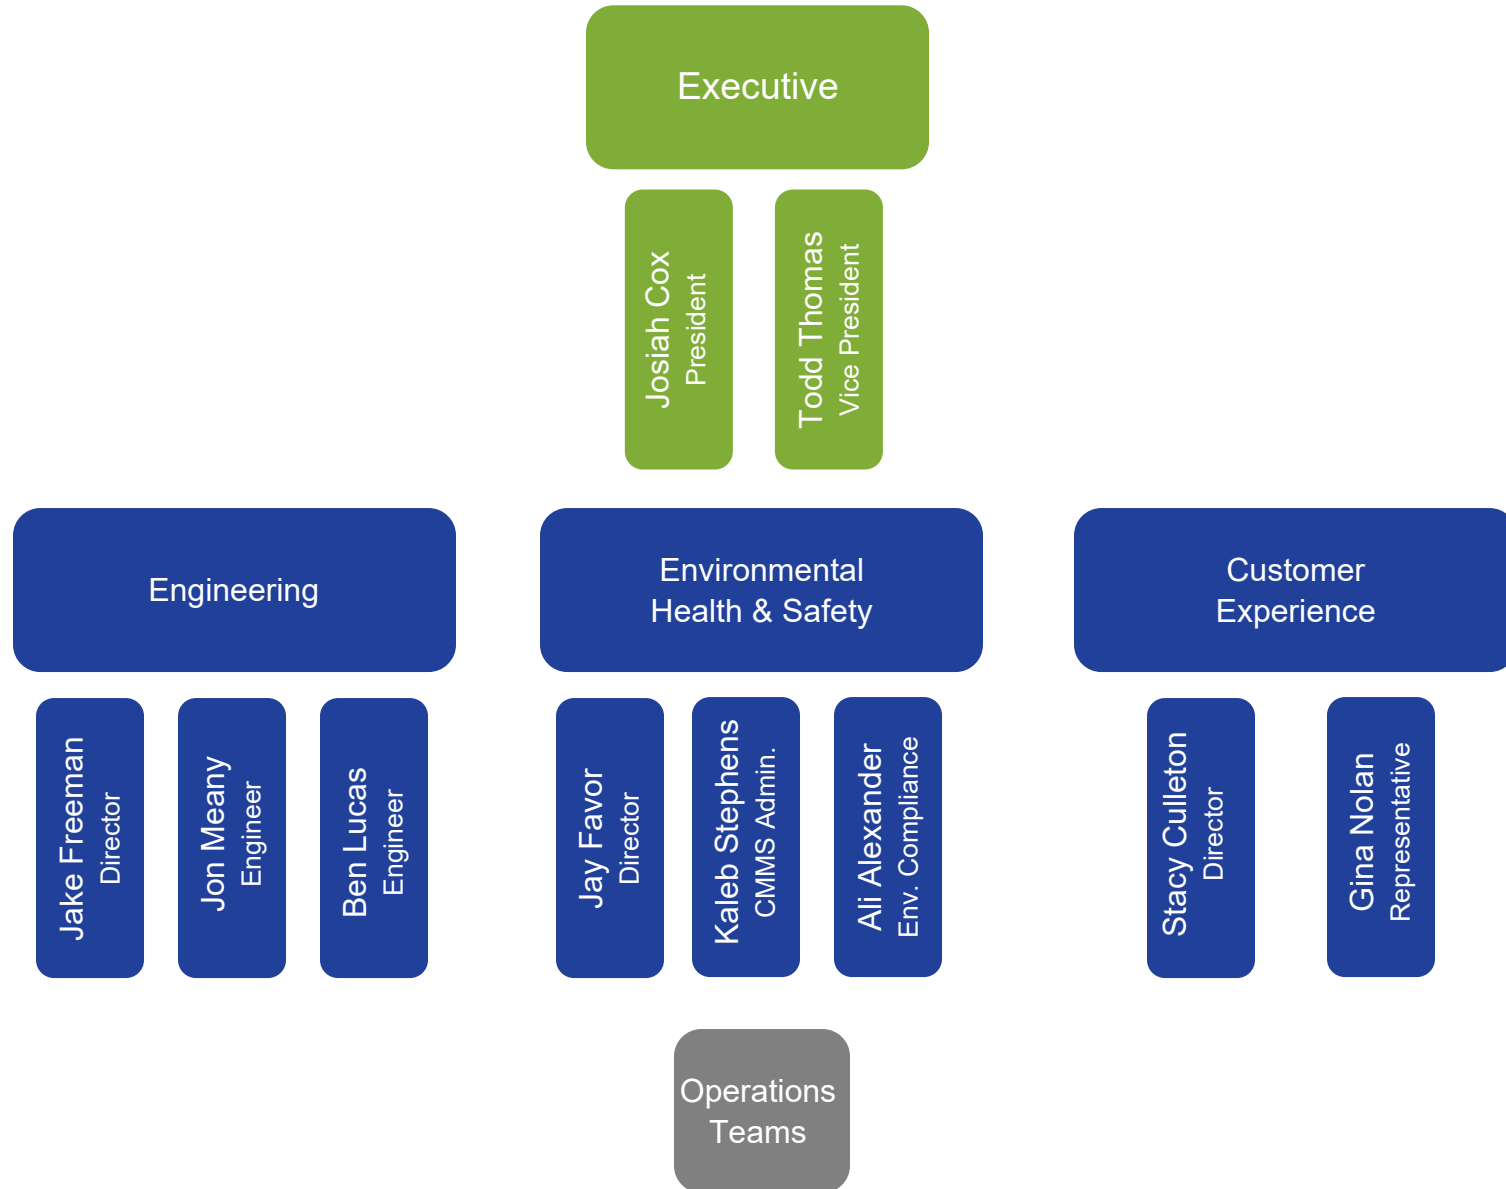 Executive
Josiah Cox
President
Todd Thomas
Vice President
Engineering
Environmental
Health & Safety
Customer
Experience
Jake Freeman
Director
Jon Meany
Engineer
Ben Lucas
Engineer
Jay Favor
Director
Kaleb Stephens
CMMS Admin.
Ali Alexander
Env. Compliance
Stacy Culleton
Director
Gina Nolan
Representative
Operations
Teams